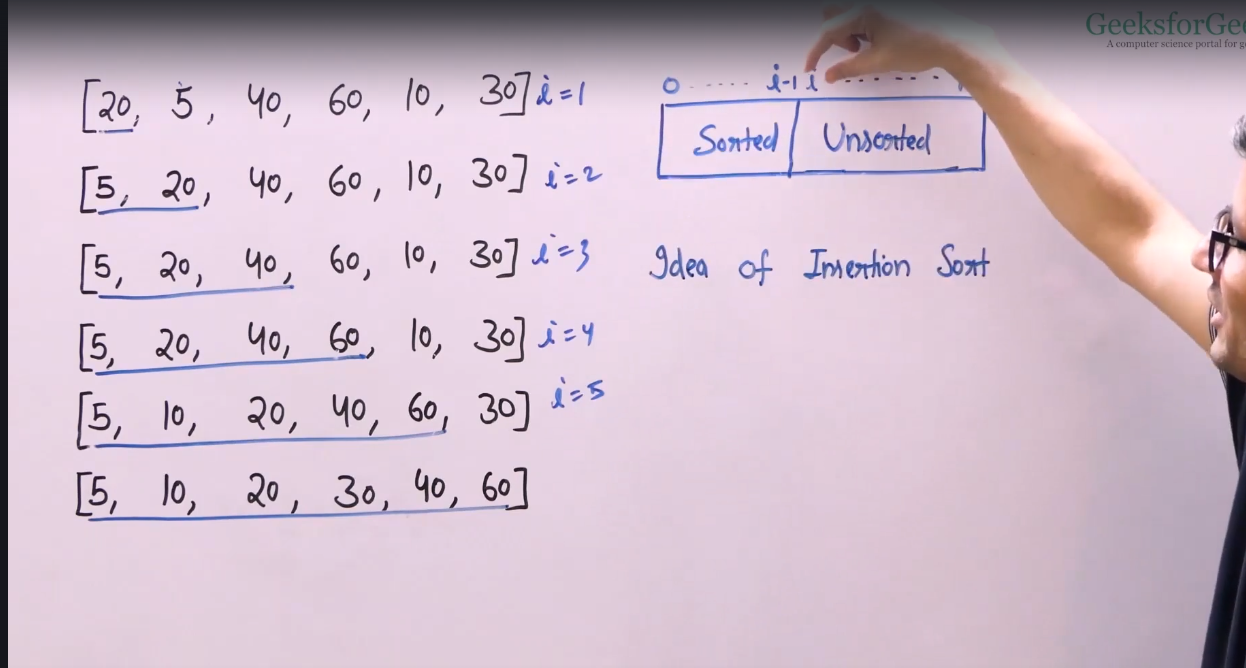 [20, 5, 40, 60, 10, 30] i=1
[5, 20, 40, 60, 10, 30] i=2
[5, 20, 40, 60, 10, 30] i=3
[5, 20, 40, 60, 10, 30] i=4
[5, 10, 20, 40, 60, 30] i=5
[5, 10, 20, 30, 40, 60]
GeeksforGee
A computer science portal for g
0 ..... i-1 i .......
Sorted Unsorted
Idea of Insertion Sort